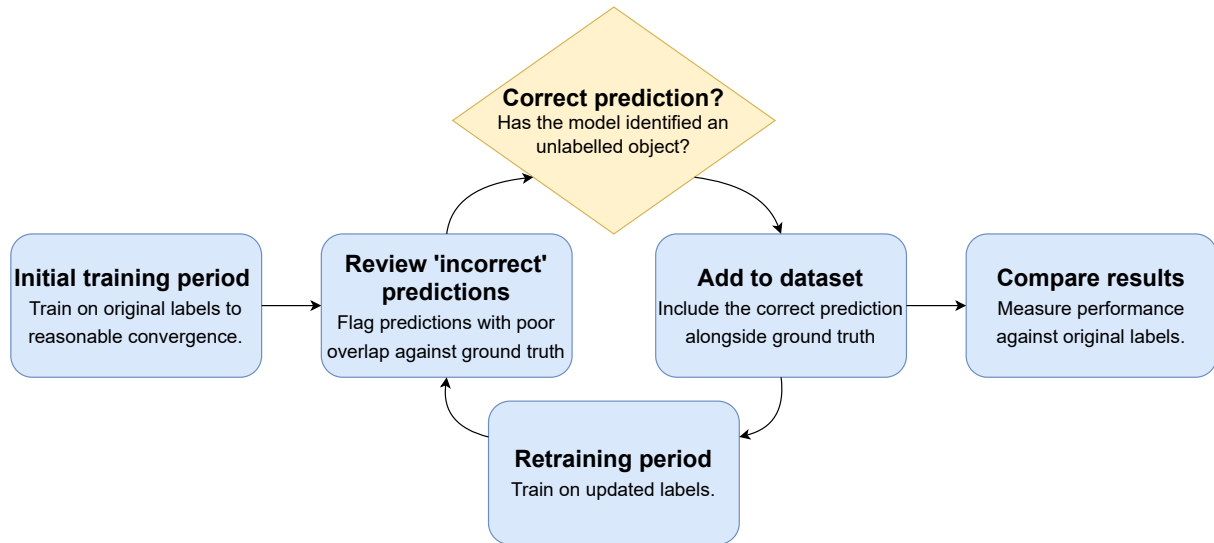 Correct prediction?
Has the model identified an
unlabelled object?
Initial training period
Train on original labels to
reasonable convergence.
Review 'incorrect'
predictions
Flag predictions with poor
overlap against ground truth
Add to dataset
Include the correct prediction
alongside ground truth
Compare results
Measure performance
against original labels.
Retraining period
Train on updated labels.